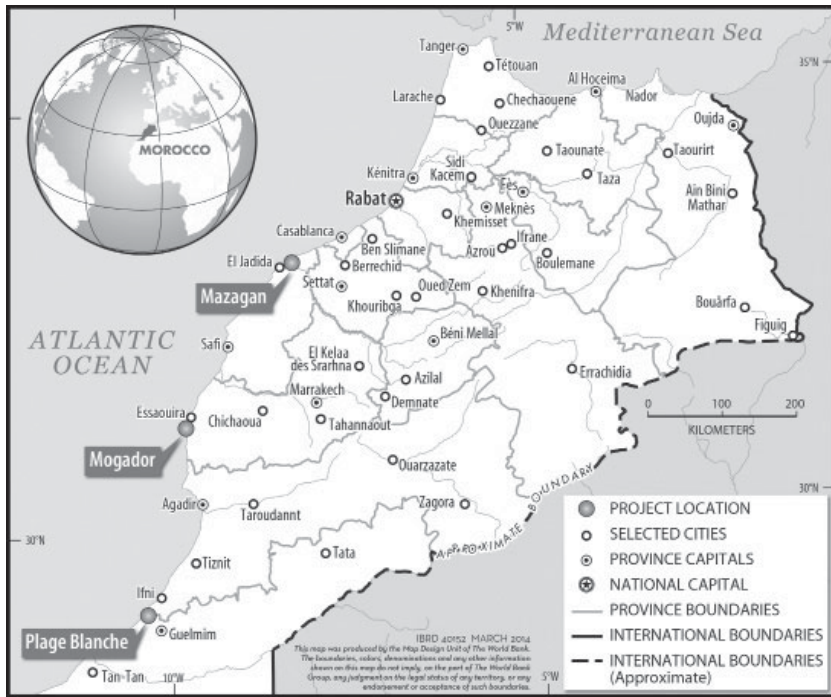 5°W
Mediterranean Sea
Tanger
35°N
Tétouan
Al Hoceima
Nador
Larache
Chechaouene
Oujda
Ouezzane
MOROCCO
Taounate
Taourirt
Sidi
Kacem
Kénitra
Taza
Fès
Aïn Bini
Mathar
Rabat
Meknès
Khemisset
Casablanca
Ifrane
Ben Slimane
Azroü
Boulemane
El Jadida
Berrechid
Settat
Oued Zem
Khenifra
Mazagan
Khouribga
Bouârfa
Figuig
ATLANTIC
OCEAN
Safi
Béni Mellal
El Kelaa
dès Srarhna
Azilal
Errachidia
Marrakech
Demnate
0 100 200
KILOMETERS
Essaouira
Chichaoua
Tahannaout
Mogador
Ouarzazate
Agadir
Taroudannt
Zagora
30°N
APPROXIMATE BOUNDARY
30°N
Tiznit
Tata
Ifni
Plage Blanche
Guelmim
Tan-Tan
10°W
5°W
PROJECT LOCATION
SELECTED CITIES
PROVINCE CAPITALS
NATIONAL CAPITAL
PROVINCE BOUNDARIES
INTERNATIONAL BOUNDARIES
INTERNATIONAL BOUNDARIES
(Approximate)
IBRD 40152 MARCH 2014
This map was produced by the Map Design Unit of The World Bank.
The boundaries, colors, denominations and any other information
shown on this map do not imply, on the part of The World Bank
Group, any judgment on the legal status of any territory, or any
endorsement or acceptance of such boundaries.